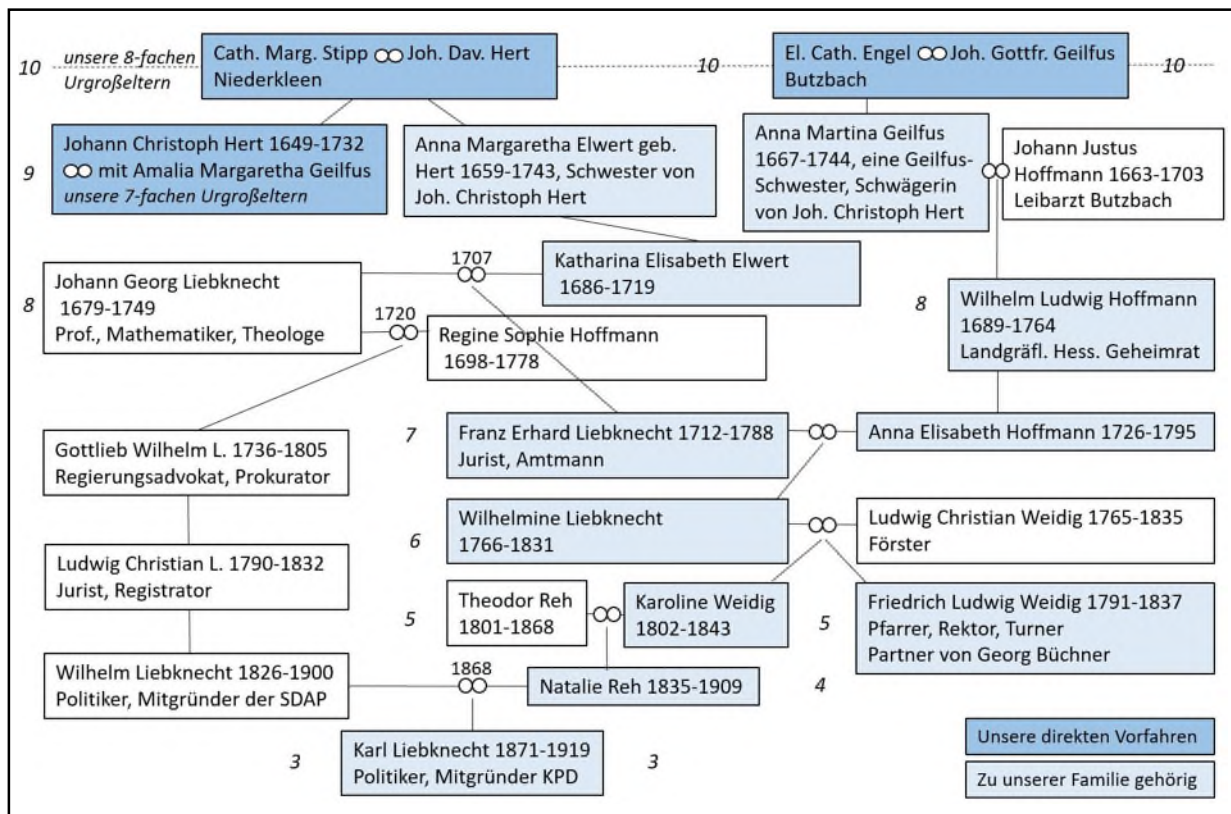 unsere 8-fachen
10
Urgroßeltern
Cath. Marg. Stipp Joh. Dav. Hert
Niederkleen
10
El. Cath. Engel Joh. Gottfr. Geilfus
Butzbach
10
9
Johann Christoph Hert 1649-1732
mit Amalia Margaretha Geilfus
unsere 7-fachen Urgroßeltern
Anna Margaretha Elwert geb.
Hert 1659-1743, Schwester von
Joh. Christoph Hert
Anna Martina Geilfus
1667-1744, eine Geilfus-
Schwester, Schwägerin
von Joh. Christoph Hert
Johann Justus
Hoffmann 1663-1703
Leibarzt Butzbach
8
Johann Georg Liebknecht
1679-1749
Prof., Mathematiker, Theologe
1707
Katharina Elisabeth Elwert
1686-1719
1720
Regine Sophie Hoffmann
1698-1778
8
Wilhelm Ludwig Hoffmann
1689-1764
Landgräfl. Hess. Geheimrat
Gottlieb Wilhelm L. 1736-1805
Regierungsadvokat, Prokurator
7
Franz Erhard Liebknecht 1712-1788
Jurist, Amtmann
Anna Elisabeth Hoffmann 1726-1795
6
Wilhelmine Liebknecht
1766-1831
Ludwig Christian Weidig 1765-1835
Förster
Ludwig Christian L. 1790-1832
Jurist, Registrator
5
Theodor Reh
1801-1868
Karoline Weidig
1802-1843
5
Friedrich Ludwig Weidig 1791-1837
Pfarrer, Rektor, Turner
Partner von Georg Büchner
Wilhelm Liebknecht 1826-1900
Politiker, Mitgründer der SDAP
1868
Natalie Reh 1835-1909
4
3
Karl Liebknecht 1871-1919
Politiker, Mitgründer KPD
3
Unsere direkten Vorfahren
Zu unserer Familie gehörig